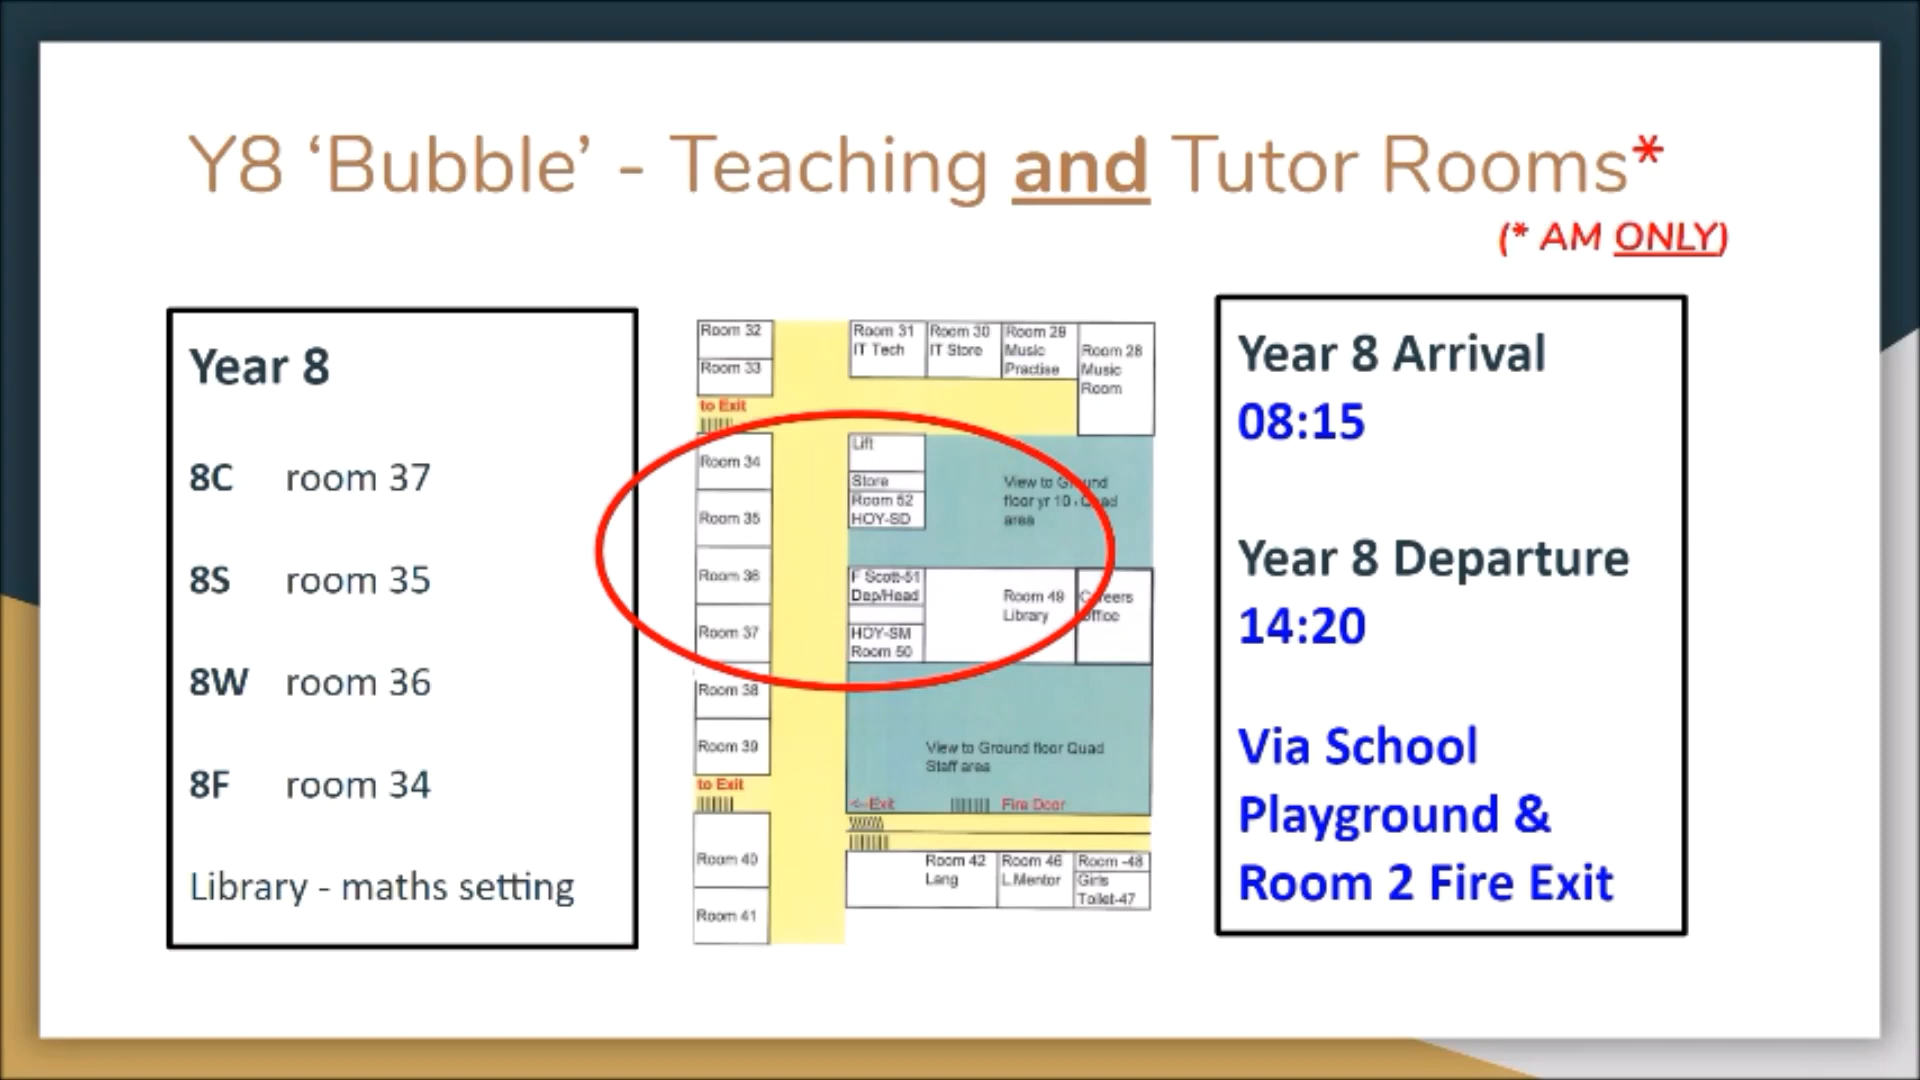 Y8 ‘Bubble’ - Teaching and Tutor Rooms*
(* AM ONLY)
Year 8
8C room 37
8S room 35
8W room 36
8F room 34
Library - maths setting
Room 32
Room 33
to Exit
Room 34
Room 35
Room 36
Room 37
Room 38
Room 39
to Exit
Room 40
Room 41
Room 31
IT Tech
Room 30
IT Store
Room 29
Music
Practise
Room 28
Music
Room
Lift
Store
Room 52
HOY-SD
View to Ground
floor yr 10 - Quad
area
F Scott-51
Dep/Head
HOY-SM
Room 50
Room 49
Library
Careers
office
View to Ground floor Quad
Staff area
<--Exit
Fire Door
Room 42
Lang
Room 46
L.Mentor
Room -48
Girls
Toilet-47
Year 8 Arrival
08:15
Year 8 Departure
14:20
Via School
Playground &
Room 2 Fire Exit